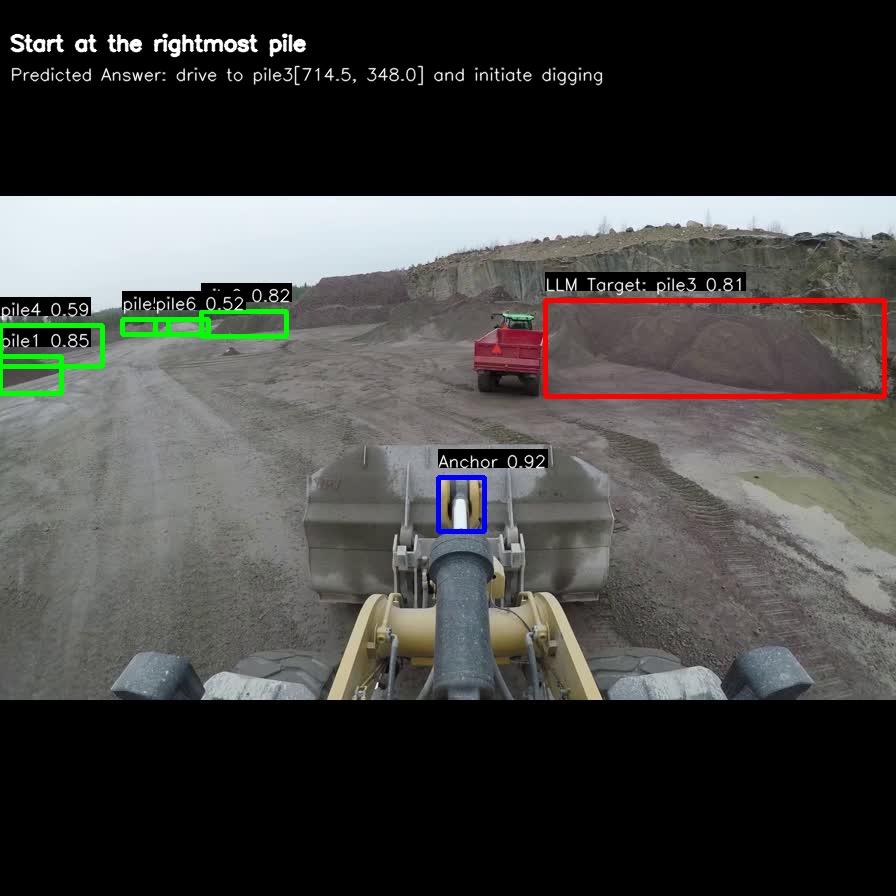 Start at the rightmost pile
Predicted Answer: drive to pile3[714.5, 348.0] and initiate digging
LLM Target: pile3 0.81
0.82
pile6 0.52
pile4 0.59
pile1 0.85
Anchor 0.92